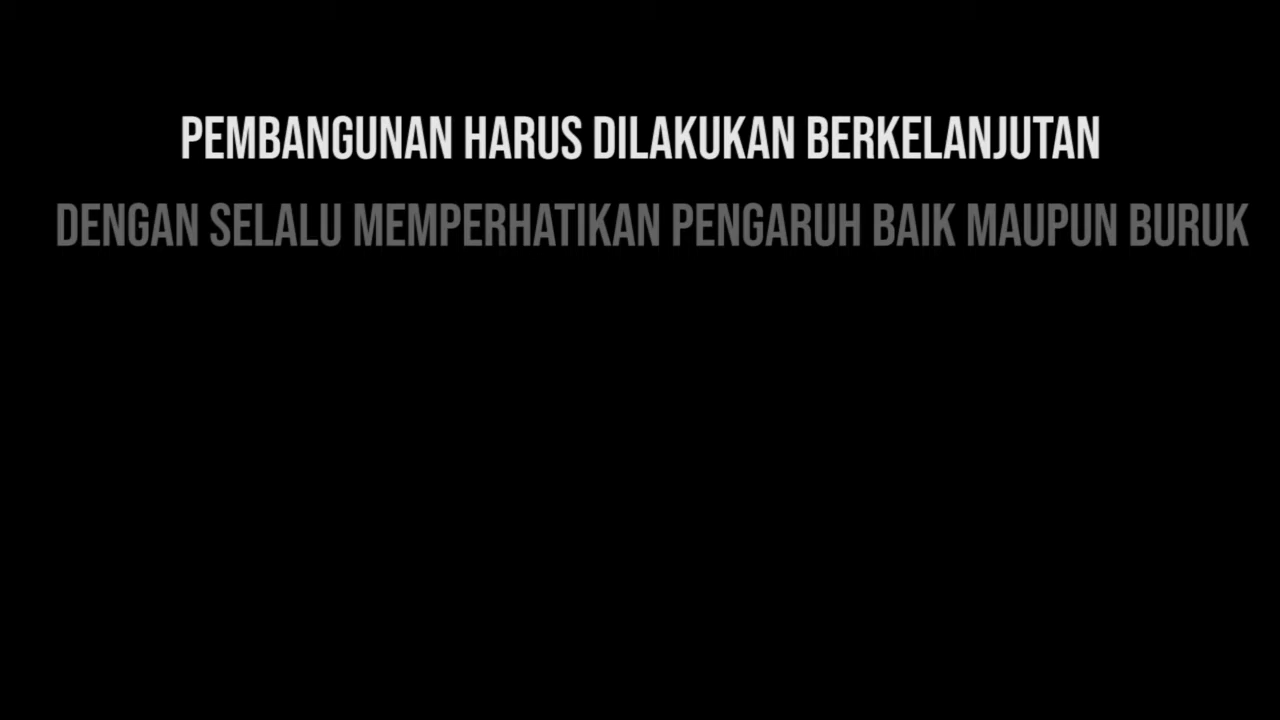 PEMBANGUNAN HARUS DILAKUKAN BERKELANJUTAN
DENGAN SELALU MEMPERHATIKAN PENGARUH BAIK MAUPUN BURUK